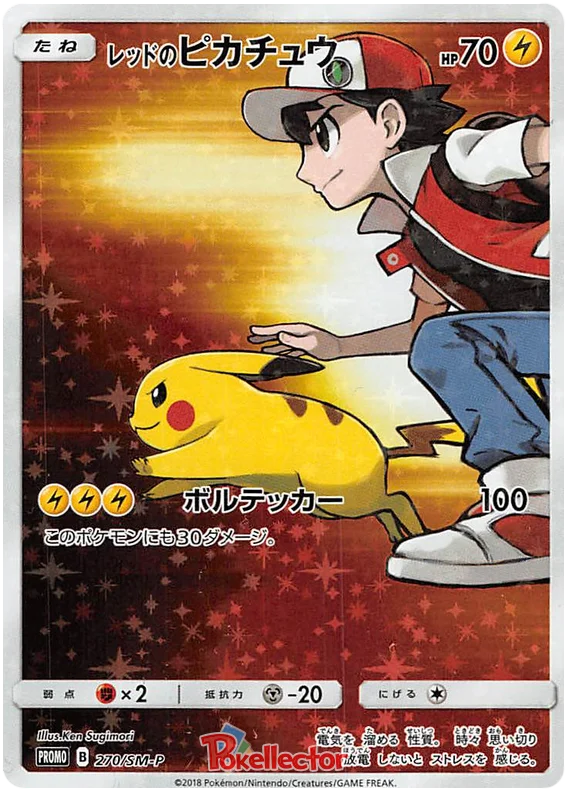 たね レッドのピカチュウ HP70
ボルテッカー 100
このポケモンにも30ダメージ。
弱点 ×2 抵抗力 -20 にげる
Illus.Ken Sugimori
PROMO B 270/SM-P
電気を 溜める 性質。 時々 思い切り
放電 しないと ストレスを 感じる。
Pokellector
©2018 Pokémon/Nintendo/Creatures/GAME FREAK.